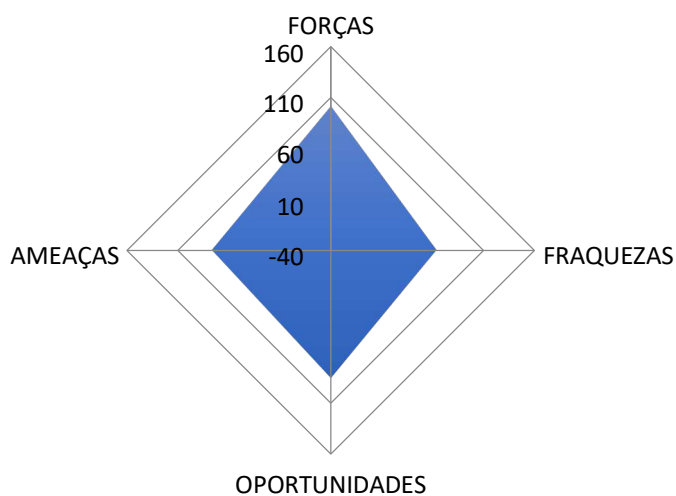 FORÇAS
160
110
60
10
-40
AMEAÇAS
FRAQUEZAS
OPORTUNIDADES